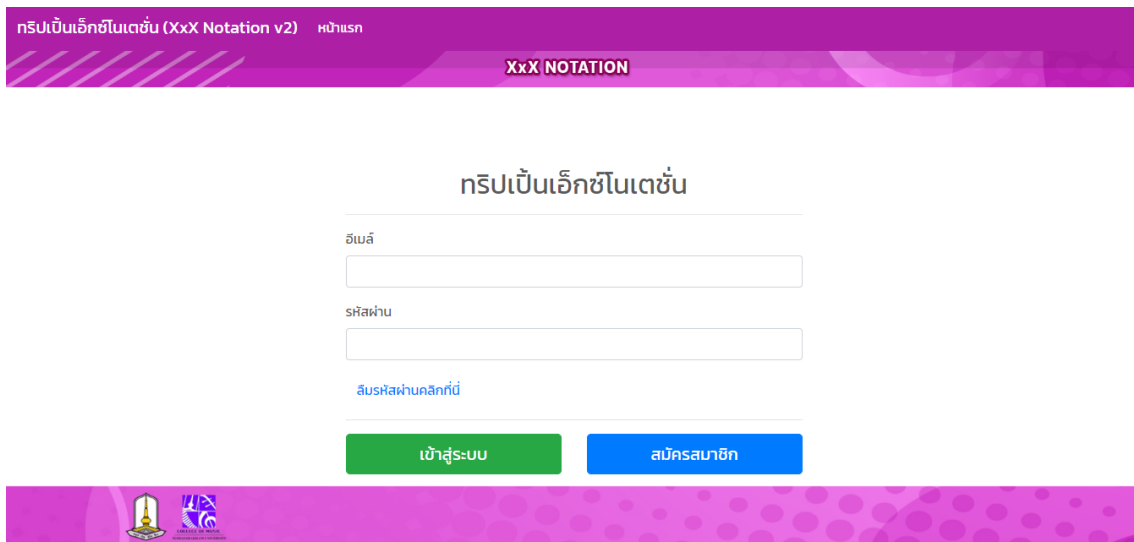 ทริปเปิ้นเอ็กซ์โนเตชั่น (XxX Notation v2) หน้าแรก
XxX NOTATION
ทริปเปิ้นเอ็กซ์โนเตชั่น
อีเมล์
รหัสผ่าน
ลืมรหัสผ่านคลิกที่นี่
เข้าสู่ระบบ
สมัครสมาชิก
COLLEGE OF MUSIC